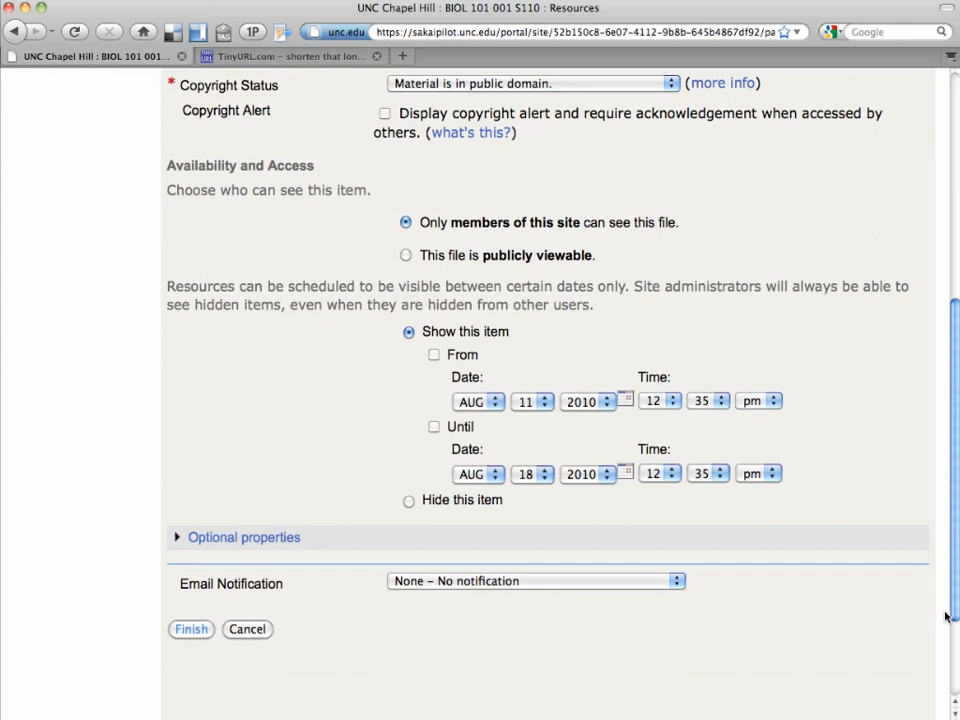 UNC Chapel Hill : BIOL 101 001 S110 : Resources
1P unc.edu https://sakaipilot.unc.edu/portal/site/52b150c8-6e07-4112-9b8b-645b4867df92/pa Google
UNC Chapel Hill : BIOL 101 001... TinyURL.com – shorten that lon...
* Copyright Status Material is in public domain. (more info)
Copyright Alert Display copyright alert and require acknowledgement when accessed by
others. (what's this?)
Availability and Access
Choose who can see this item.
Only members of this site can see this file.
This file is publicly viewable.
Resources can be scheduled to be visible between certain dates only. Site administrators will always be able to
see hidden items, even when they are hidden from other users.
Show this item
From
Date: Time:
AUG 11 2010 12 35 pm
Until
Date: Time:
AUG 18 2010 12 35 pm
Hide this item
Optional properties
Email Notification None – No notification
Finish Cancel